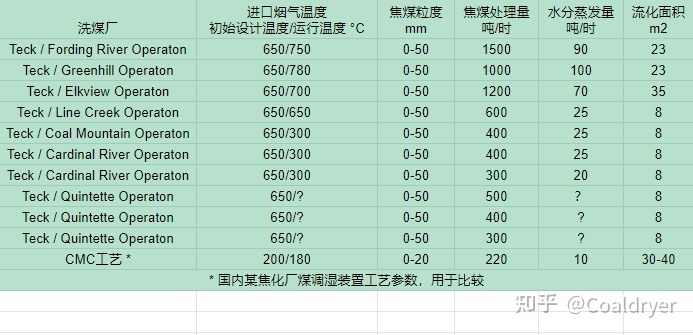 洗煤厂 进口烟气温度 初始设计温度/运行温度 °C 焦煤粒度 mm 焦煤处理量 吨/时 水分蒸发量 吨/时 流化面积 m2
Teck / Fording River Operaton 650/750 0-50 1500 90 23
Teck / Greenhill Operaton 650/780 0-50 1000 100 23
Teck / Elkview Operaton 650/700 0-50 1200 70 35
Teck / Line Creek Operaton 650/650 0-50 600 25 8
Teck / Coal Mountain Operaton 650/300 0-50 400 25 8
Teck / Cardinal River Operaton 650/300 0-50 400 25 8
Teck / Cardinal River Operaton 650/300 0-50 300 20 8
Teck / Quintette Operaton 650/? 0-50 500 ? 8
Teck / Quintette Operaton 650/? 0-50 400 ? 8
Teck / Quintette Operaton 650/? 0-50 300 ? 8
CMC工艺 * 200/180 0-20 220 10 30-40
* 国内某焦化厂煤调湿装置工艺参数，用于比较
知乎 @Coaldryer